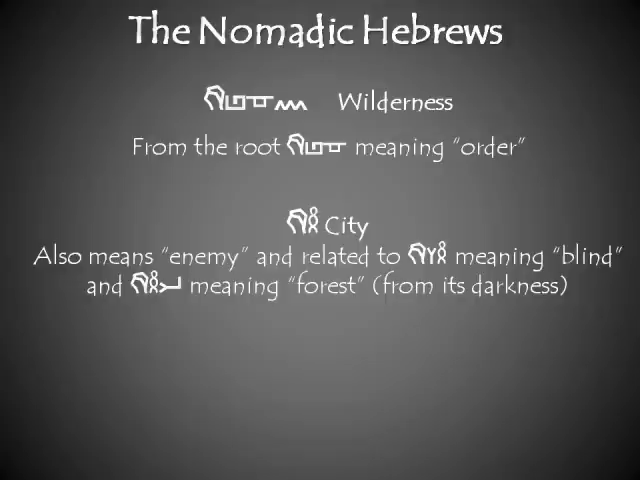 The Nomadic Hebrews
Wilderness
From the root meaning “order”
City
Also means “enemy” and related to meaning “blind”
and meaning “forest” (from its darkness)